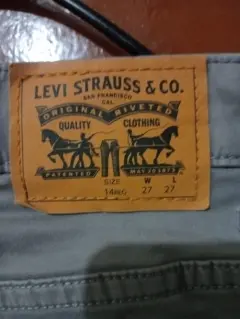 LEVI STRAUSS & CO.
SAN FRANCISCO
CAL.
ORIGINAL RIVETED
QUALITY CLOTHING
PATENTED MAY 20 1873
SIZE W L
14REG 27 27